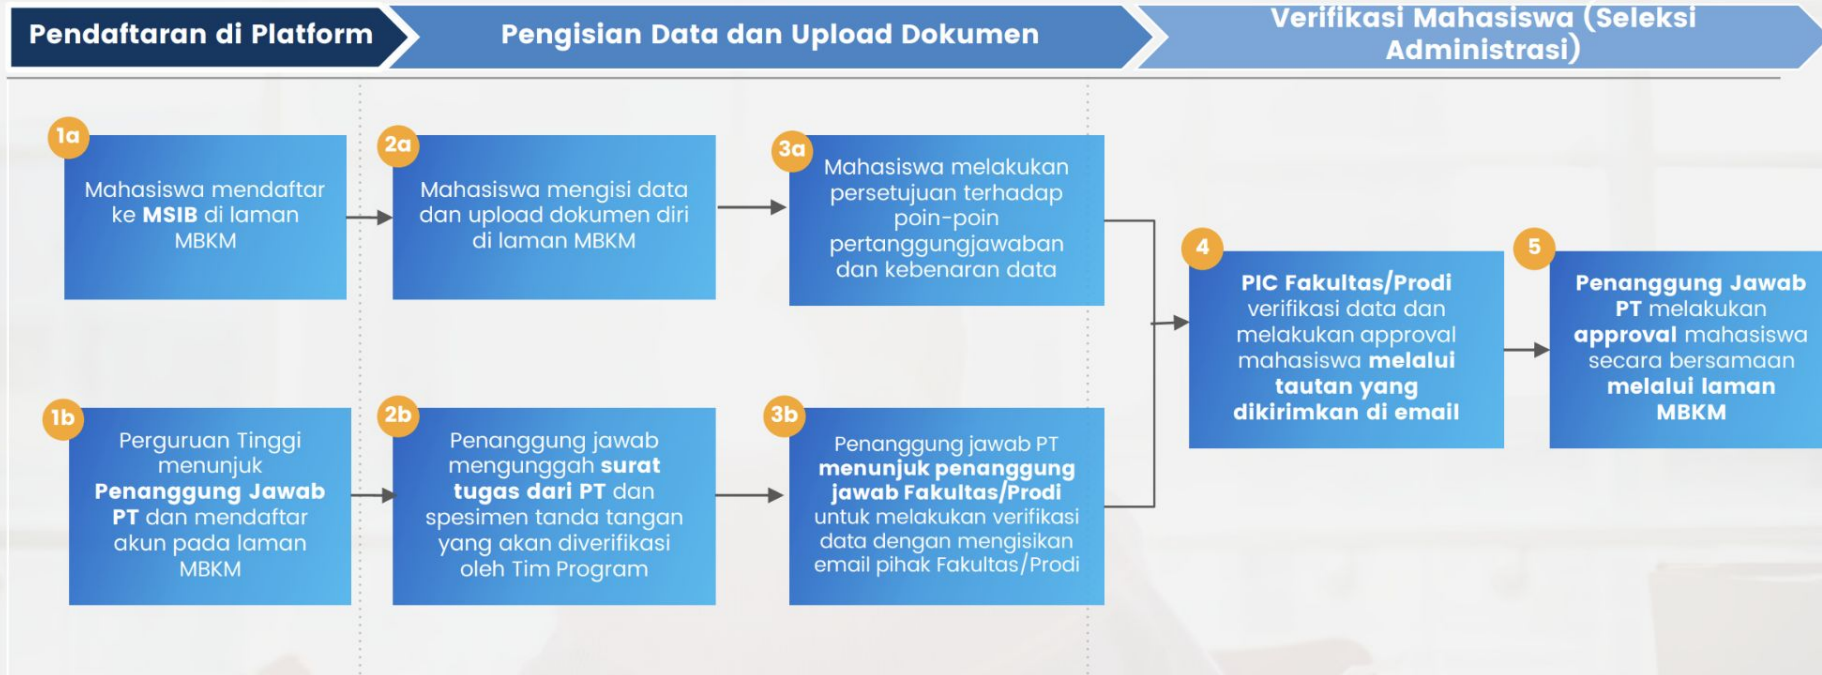 Pendaftaran di Platform
Pengisian Data dan Upload Dokumen
Verifikasi Mahasiswa (Seleksi
Administrasi)
1a
Mahasiswa mendaftar
ke MSIB di laman
MBKM
2a
Mahasiswa mengisi data
dan upload dokumen diri
di laman MBKM
3a
Mahasiswa melakukan
persetujuan terhadap
poin-poin
pertanggungjawaban
dan kebenaran data
1b
Perguruan Tinggi
menunjuk
Penanggung Jawab
PT dan mendaftar
akun pada laman
MBKM
2b
Penanggung jawab
mengunggah surat
tugas dari PT dan
spesimen tanda tangan
yang akan diverifikasi
oleh Tim Program
3b
Penanggung jawab PT
menunjuk penanggung
jawab Fakultas/Prodi
untuk melakukan verifikasi
data dengan mengisikan
email pihak Fakultas/Prodi
4
PIC Fakultas/Prodi
verifikasi data dan
melakukan approval
mahasiswa melalui
tautan yang
dikirimkan di email
5
Penanggung Jawab
PT melakukan
approval mahasiswa
secara bersamaan
melalui laman
MBKM